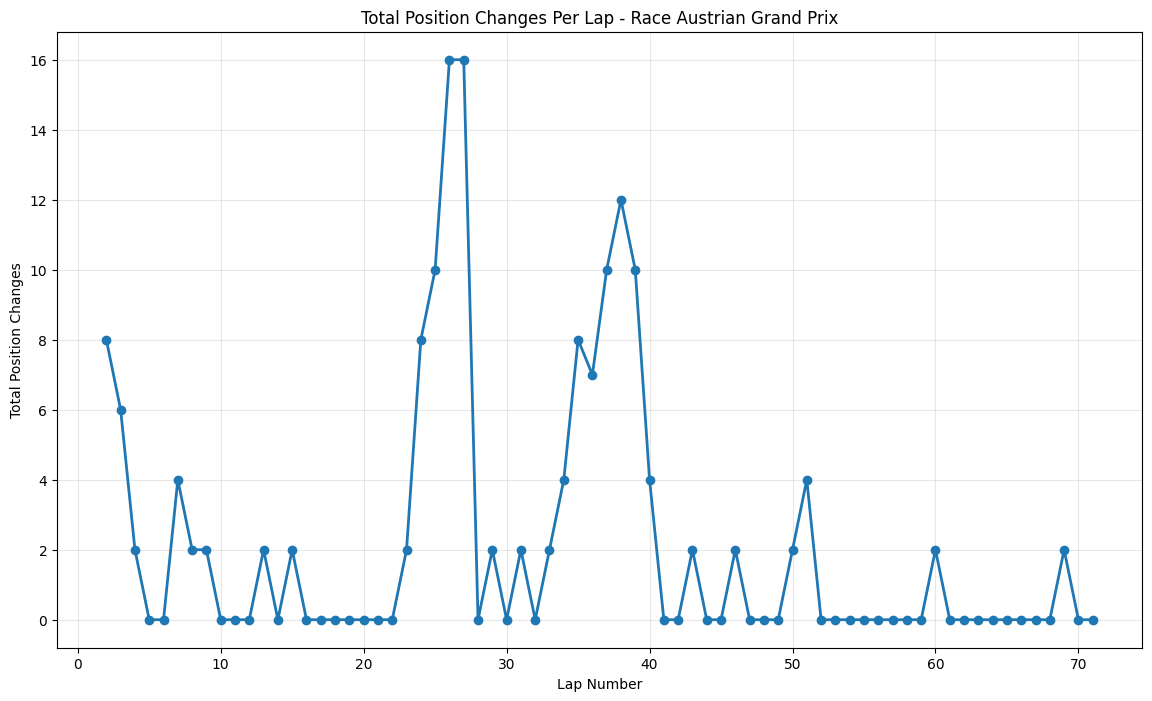 Total Position Changes Per Lap - Race Austrian Grand Prix
Total Position Changes
16
14
12
10
8
6
4
2
0
0 10 20 30 40 50 60 70
Lap Number